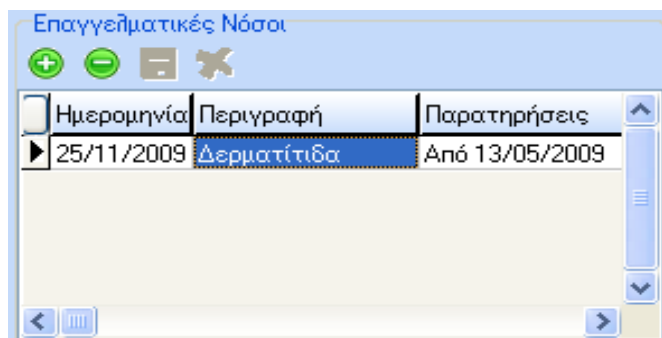 Επαγγελματικές Νόσοι
Ημερομηνία Περιγραφή Παρατηρήσεις
25/11/2009 Δερματίτιδα Από 13/05/2009